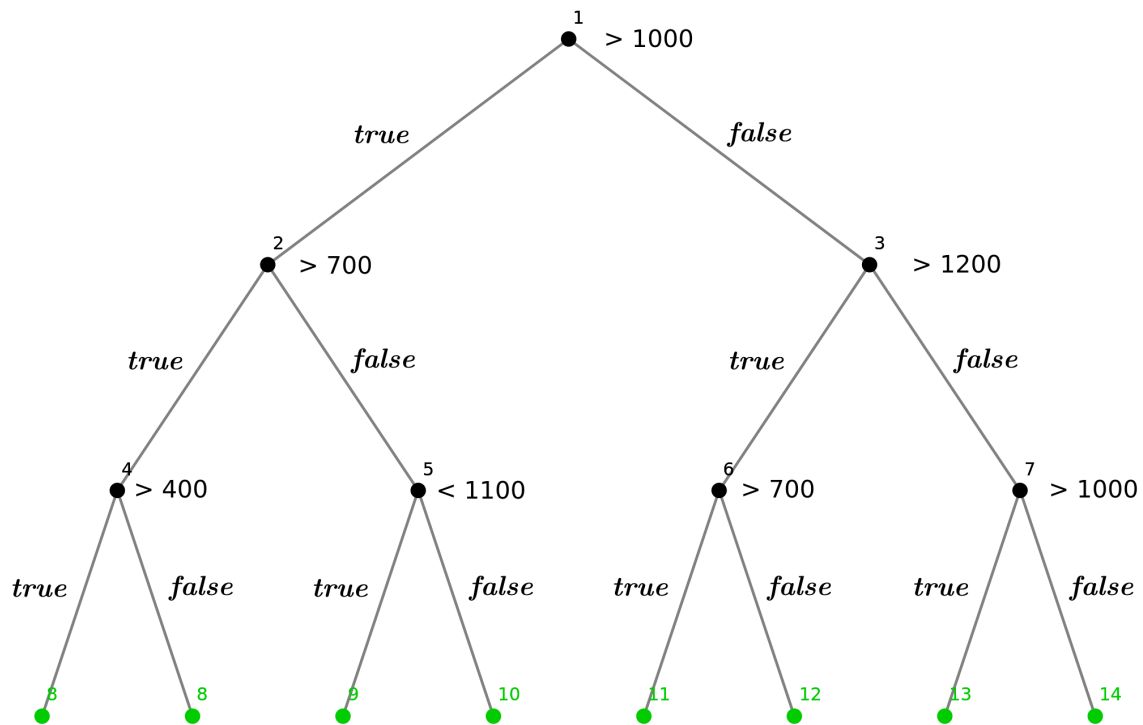 1
> 1000
true
false
2
> 700
3
> 1200
true
false
true
false
4
> 400
5
< 1100
6
> 700
7
> 1000
true
false
true
false
true
false
true
false
8
8
9
10
11
12
13
14